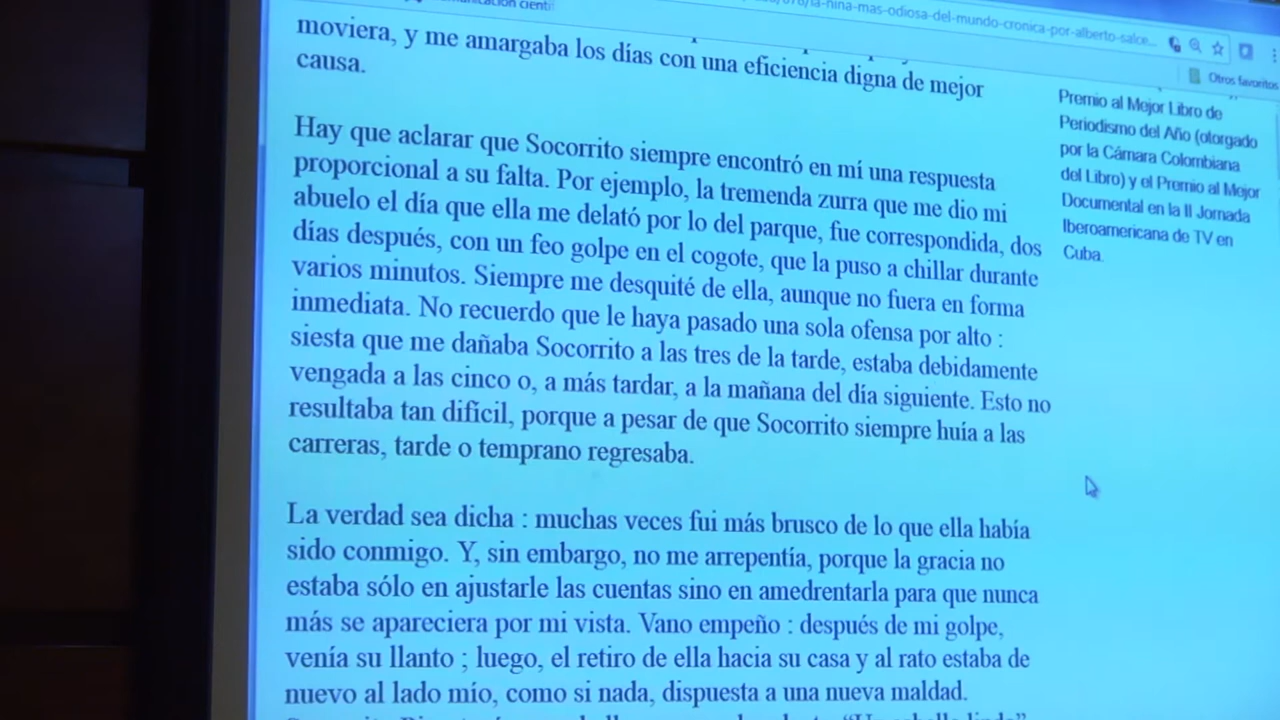 la-nina-mas-odiosa-del-mundo-cronica-por-alberto-salce...
Otros favoritos
moviera, y me amargaba los días con una eficiencia digna de mejor
causa.
Hay que aclarar que Socorrito siempre encontró en mí una respuesta
proporcional a su falta. Por ejemplo, la tremenda zurra que me dio mi
abuelo el día que ella me delató por lo del parque, fue correspondida, dos
días después, con un feo golpe en el cogote, que la puso a chillar durante
varios minutos. Siempre me desquité de ella, aunque no fuera en forma
inmediata. No recuerdo que le haya pasado una sola ofensa por alto :
siesta que me dañaba Socorrito a las tres de la tarde, estaba debidamente
vengada a las cinco o, a más tardar, a la mañana del día siguiente. Esto no
resultaba tan difícil, porque a pesar de que Socorrito siempre huía a las
carreras, tarde o temprano regresaba.
La verdad sea dicha : muchas veces fui más brusco de lo que ella había
sido conmigo. Y, sin embargo, no me arrepentía, porque la gracia no
estaba sólo en ajustarle las cuentas sino en amedrentarla para que nunca
más se apareciera por mi vista. Vano empeño : después de mi golpe,
venía su llanto ; luego, el retiro de ella hacia su casa y al rato estaba de
nuevo al lado mío, como si nada, dispuesta a una nueva maldad.
Premio al Mejor Libro de
Periodismo del Año (otorgado
por la Cámara Colombiana
del Libro) y el Premio al Mejor
Documental en la II Jornada
Iberoamericana de TV en
Cuba.